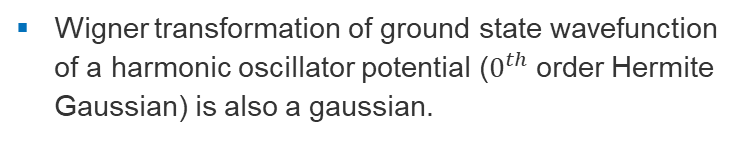 ▪ Wigner transformation of ground state wavefunction
of a harmonic oscillator potential (0^{th} order Hermite
Gaussian) is also a gaussian.